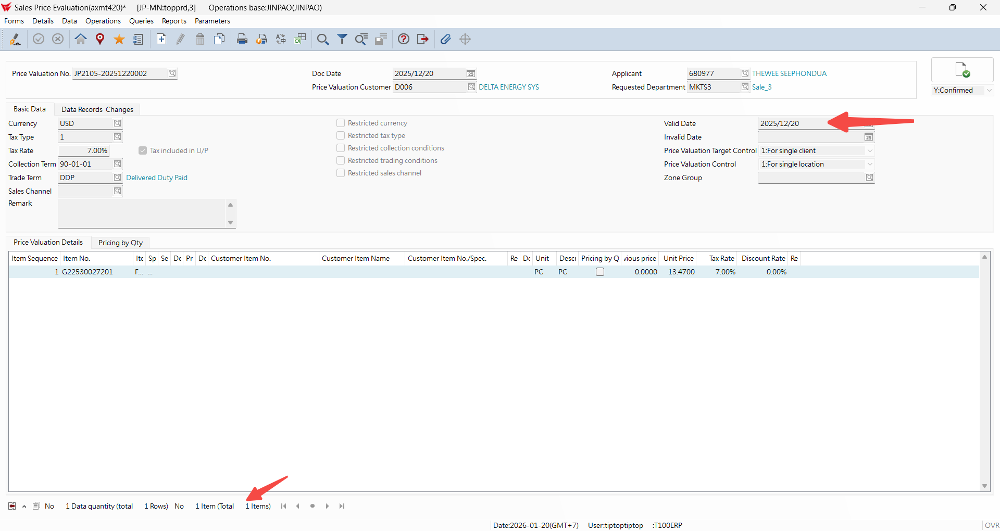 Sales Price Evaluation(axmt420)* [JP-MN:topprd,3] Operations base:JINPAO(JINPAO)
Forms Details Data Operations Queries Reports Parameters
Price Valuation No. JP2105-20251220002 Doc Date 2025/12/20 Applicant 680977 THEWEE SEEPHONDUA
Price Valuation Customer D006 DELTA ENERGY SYS Requested Department MKTS3 Sale_3
Y:Confirmed
Basic Data Data Records Changes
Currency USD Restricted currency Valid Date 2025/12/20
Tax Type 1 Restricted tax type Invalid Date
Tax Rate 7.00% Tax included in U/P Restricted collection conditions Price Valuation Target Control 1:For single client
Collection Term 90-01-01 Restricted trading conditions Price Valuation Control 1:For single location
Trade Term DDP Delivered Duty Paid Restricted sales channel Zone Group
Sales Channel
Remark
Price Valuation Details Pricing by Qty
Item Sequence Item No. Ite Sp Se De Pr De Customer Item No. Customer Item Name Customer Item No./Spec. Re De Unit Descr Pricing by Q vious price Unit Price Tax Rate Discount Rate Re
1 G22530027201 F... ... PC PC 0.0000 13.4700 7.00% 0.00%
No 1 Data quantity (total 1 Rows) No 1 Item (Total 1 Items)
Date:2026-01-20(GMT+7) User:tiptoptiptop :T100ERP OVR